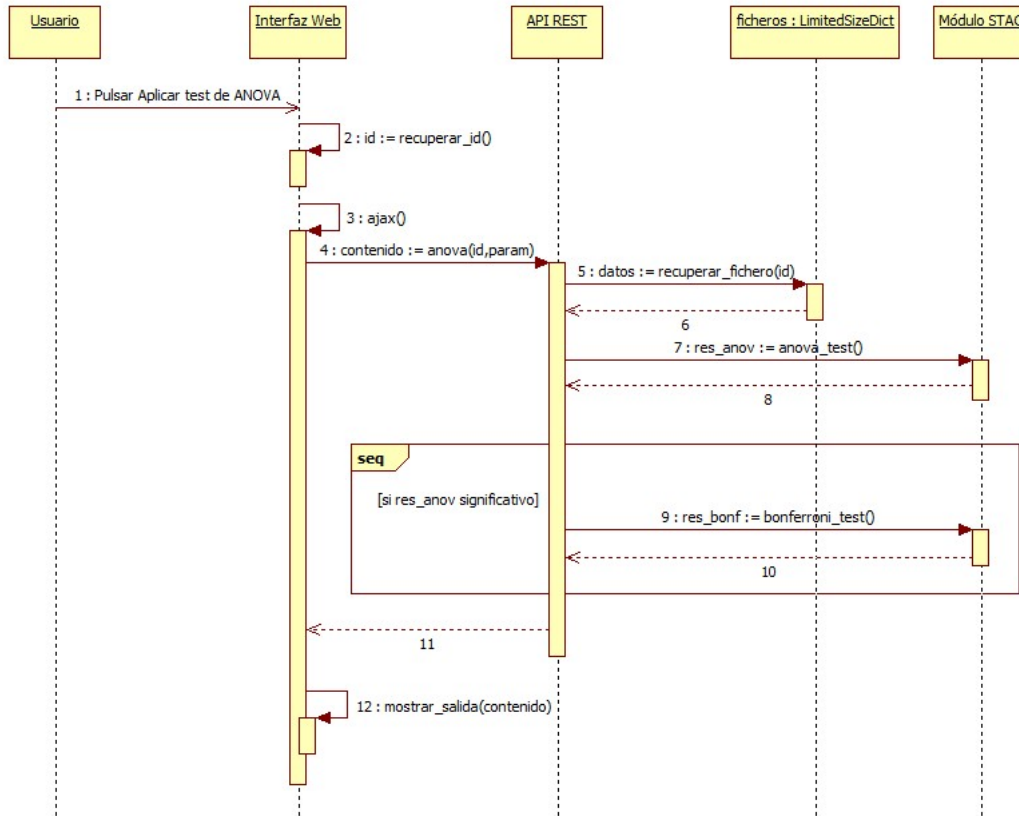 Usuario
Interfaz Web
API REST
ficheros : LimitedSizeDict
Módulo STAC
1 : Pulsar Aplicar test de ANOVA
2 : id := recuperar_id()
3 : ajax()
4 : contenido := anova(id,param)
5 : datos := recuperar_fichero(id)
6
7 : res_anov := anova_test()
8
seq
[si res_anov significativo]
9 : res_bonf := bonferroni_test()
10
11
12 : mostrar_salida(contenido)